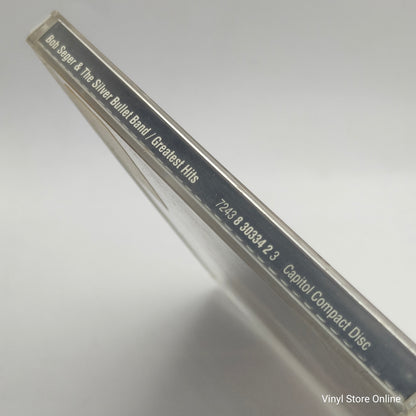 Bob Seger & The Silver Bullet Band / Greatest Hits 7243 8 30334 2 3 Capitol Compact Disc
Vinyl Store Online